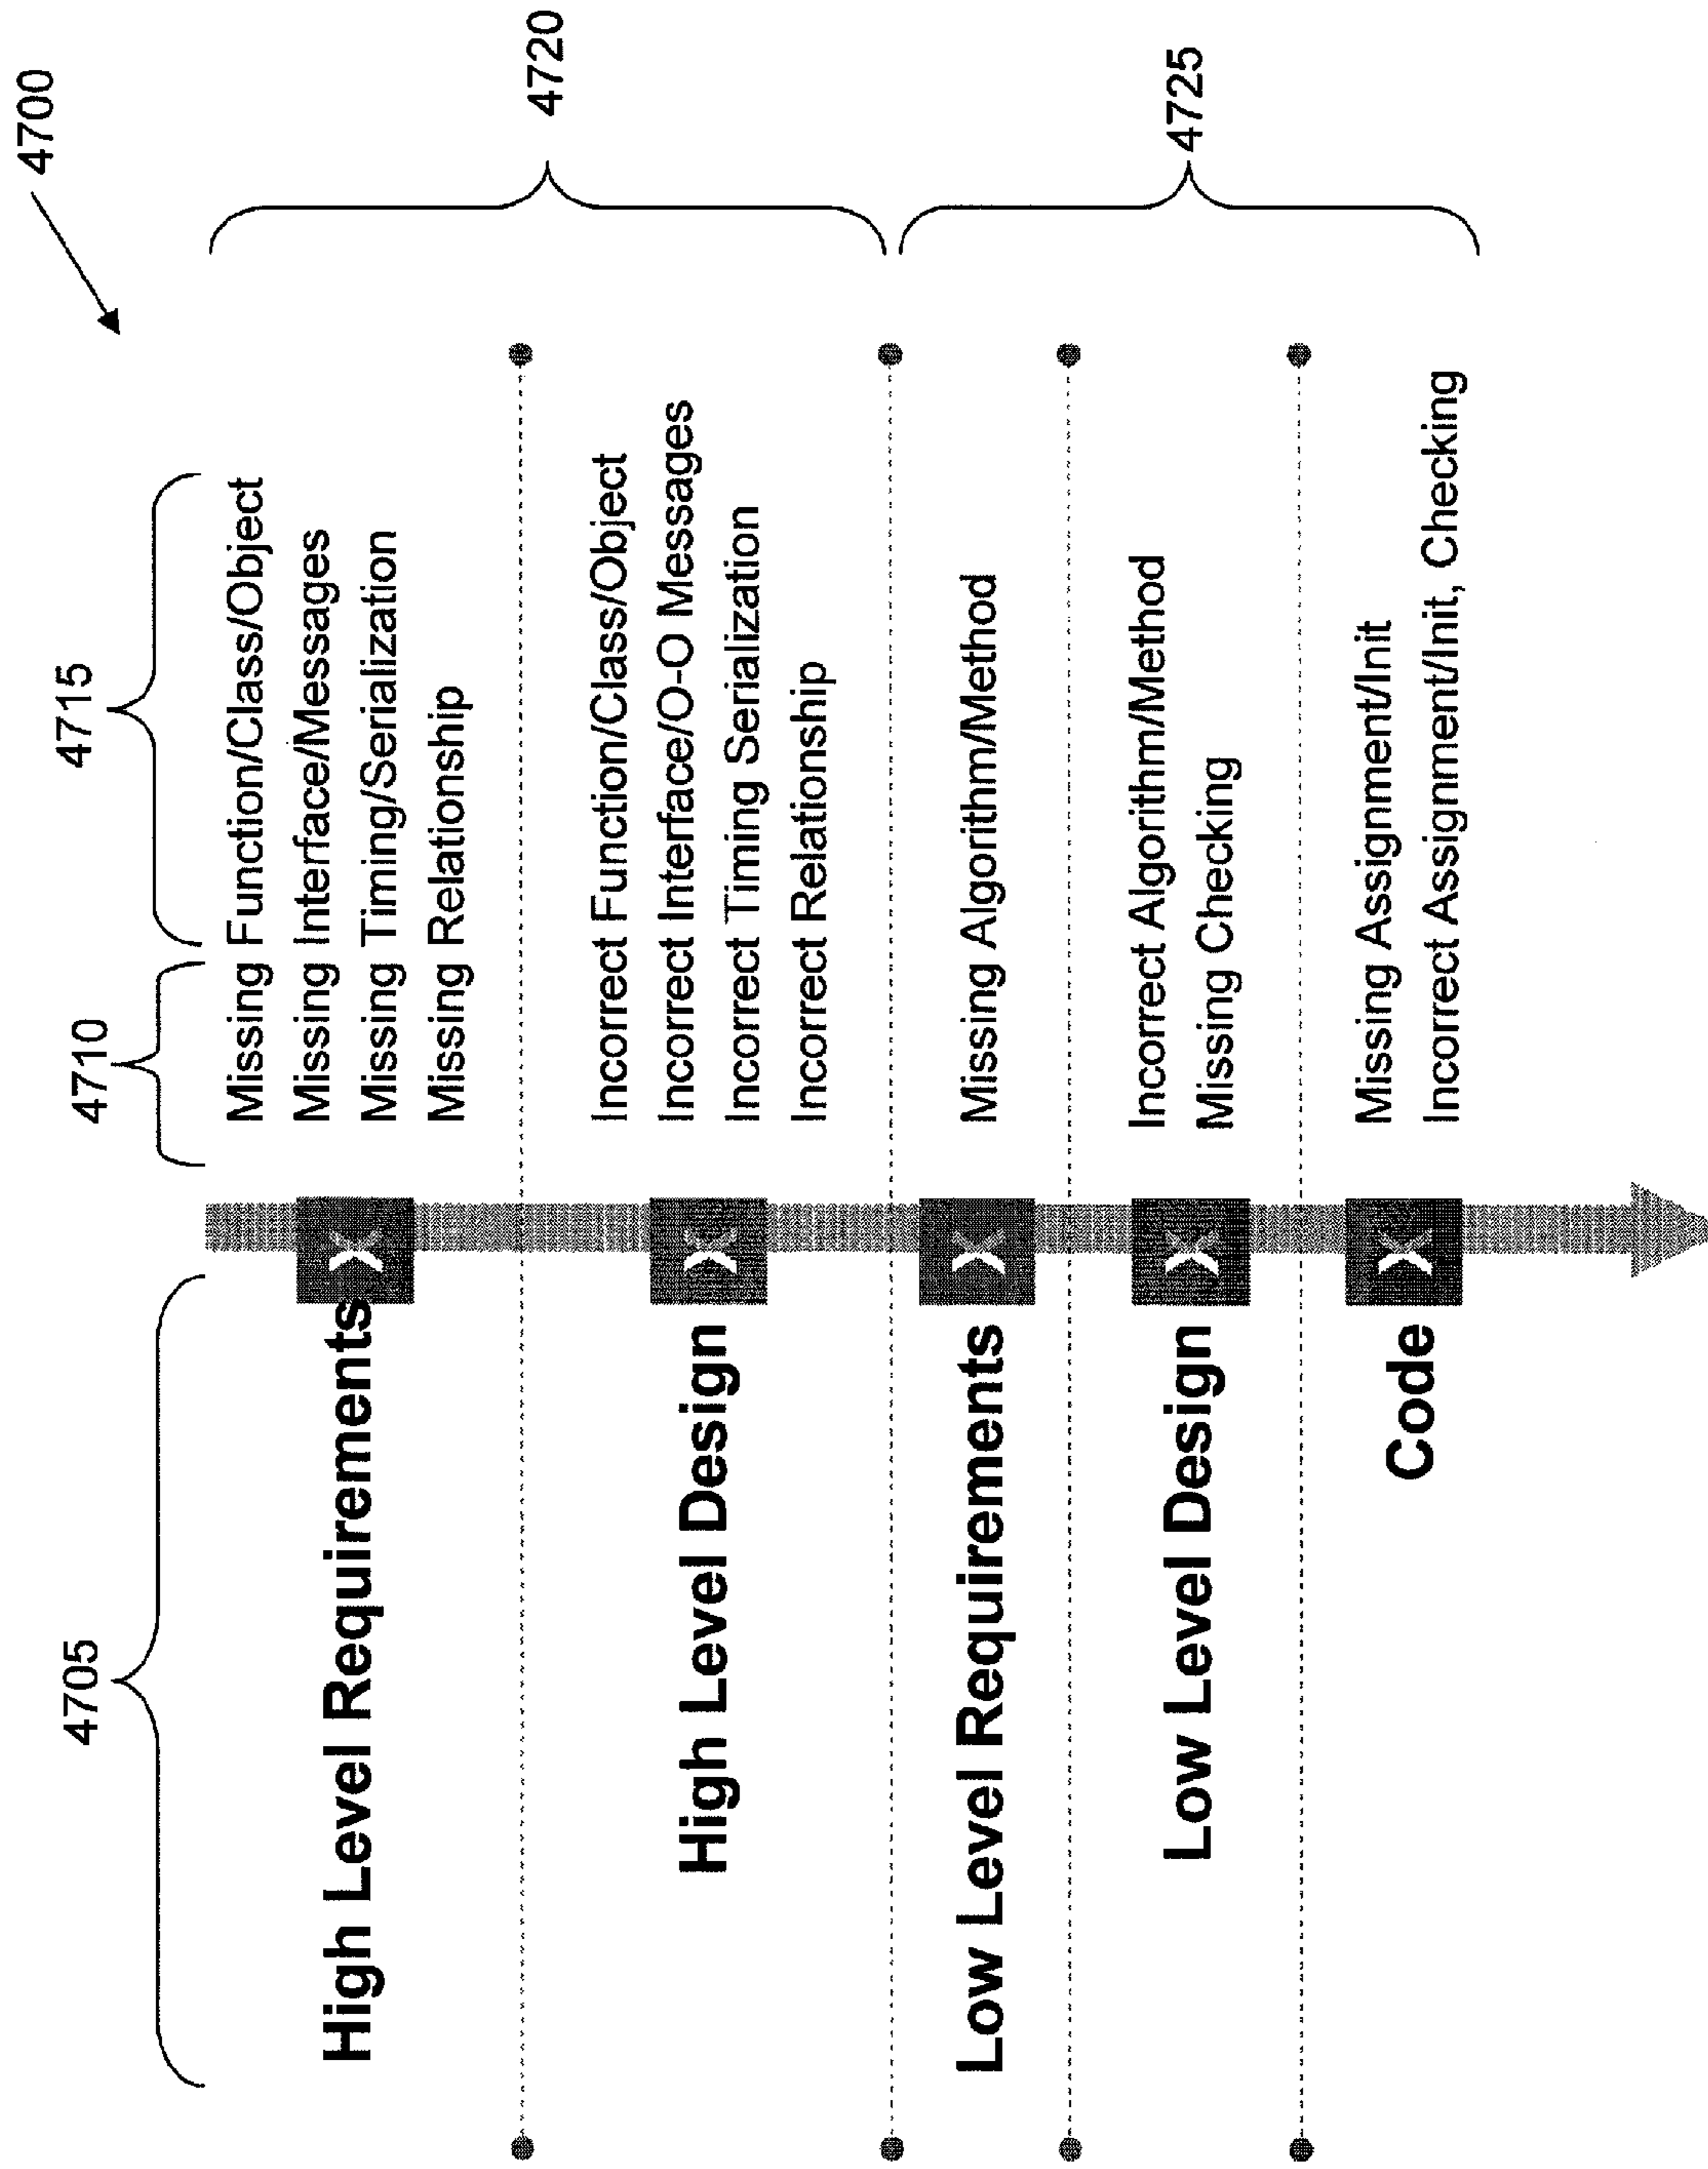 4700
4705
4710
4715
High Level Requirements
Missing Function/Class/Object
Missing Interface/Messages
Missing Timing/Serialization
Missing Relationship
4720
High Level Design
Incorrect Function/Class/Object
Incorrect Interface/O-O Messages
Incorrect Timing Serialization
Incorrect Relationship
Low Level Requirements
Missing Algorithm/Method
4725
Low Level Design
Incorrect Algorithm/Method
Missing Checking
Code
Missing Assignment/Init
Incorrect Assignment/Init, Checking